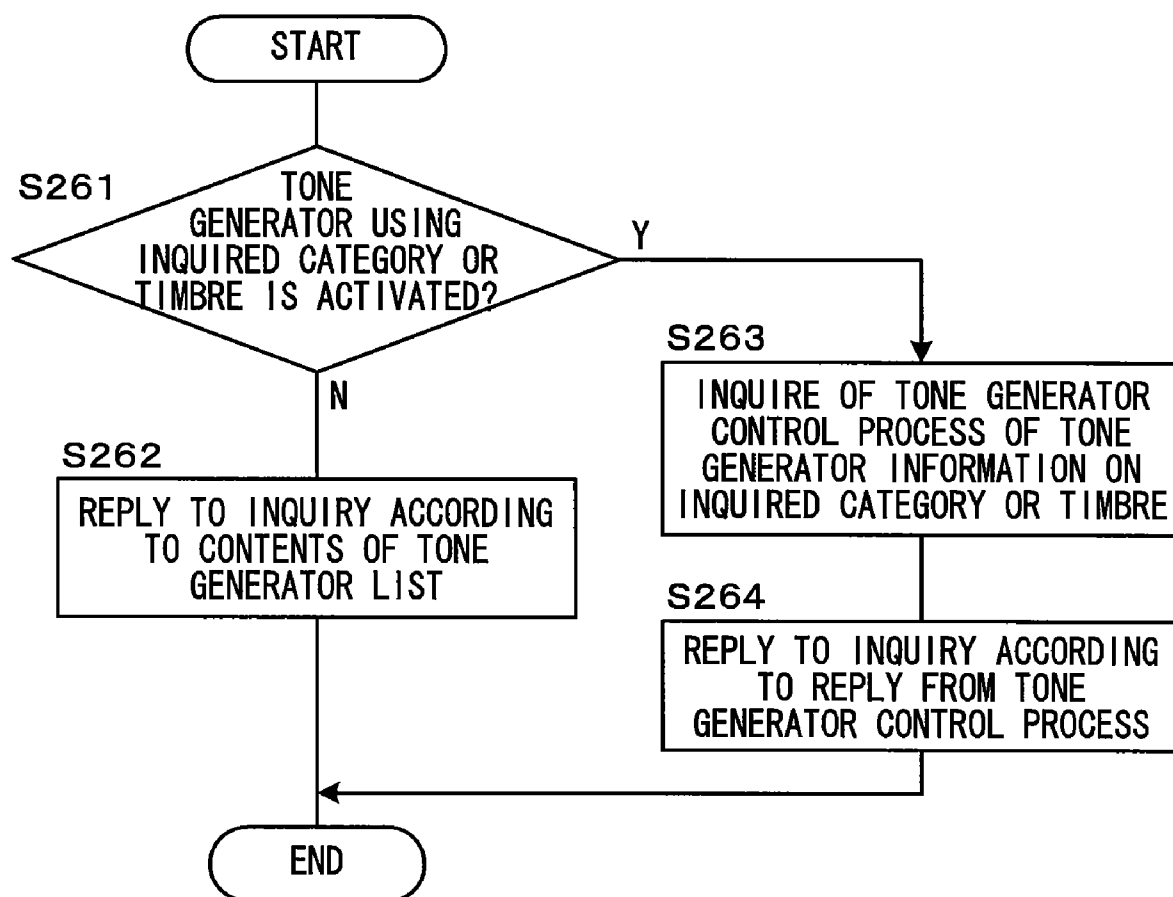 START
S261
TONE
GENERATOR USING
INQUIRED CATEGORY OR
TIMBRE IS ACTIVATED?
Y
N
S262
REPLY TO INQUIRY ACCORDING
TO CONTENTS OF TONE
GENERATOR LIST
S263
INQUIRE OF TONE GENERATOR
CONTROL PROCESS OF TONE
GENERATOR INFORMATION ON
INQUIRED CATEGORY OR TIMBRE
S264
REPLY TO INQUIRY ACCORDING
TO REPLY FROM TONE
GENERATOR CONTROL PROCESS
END